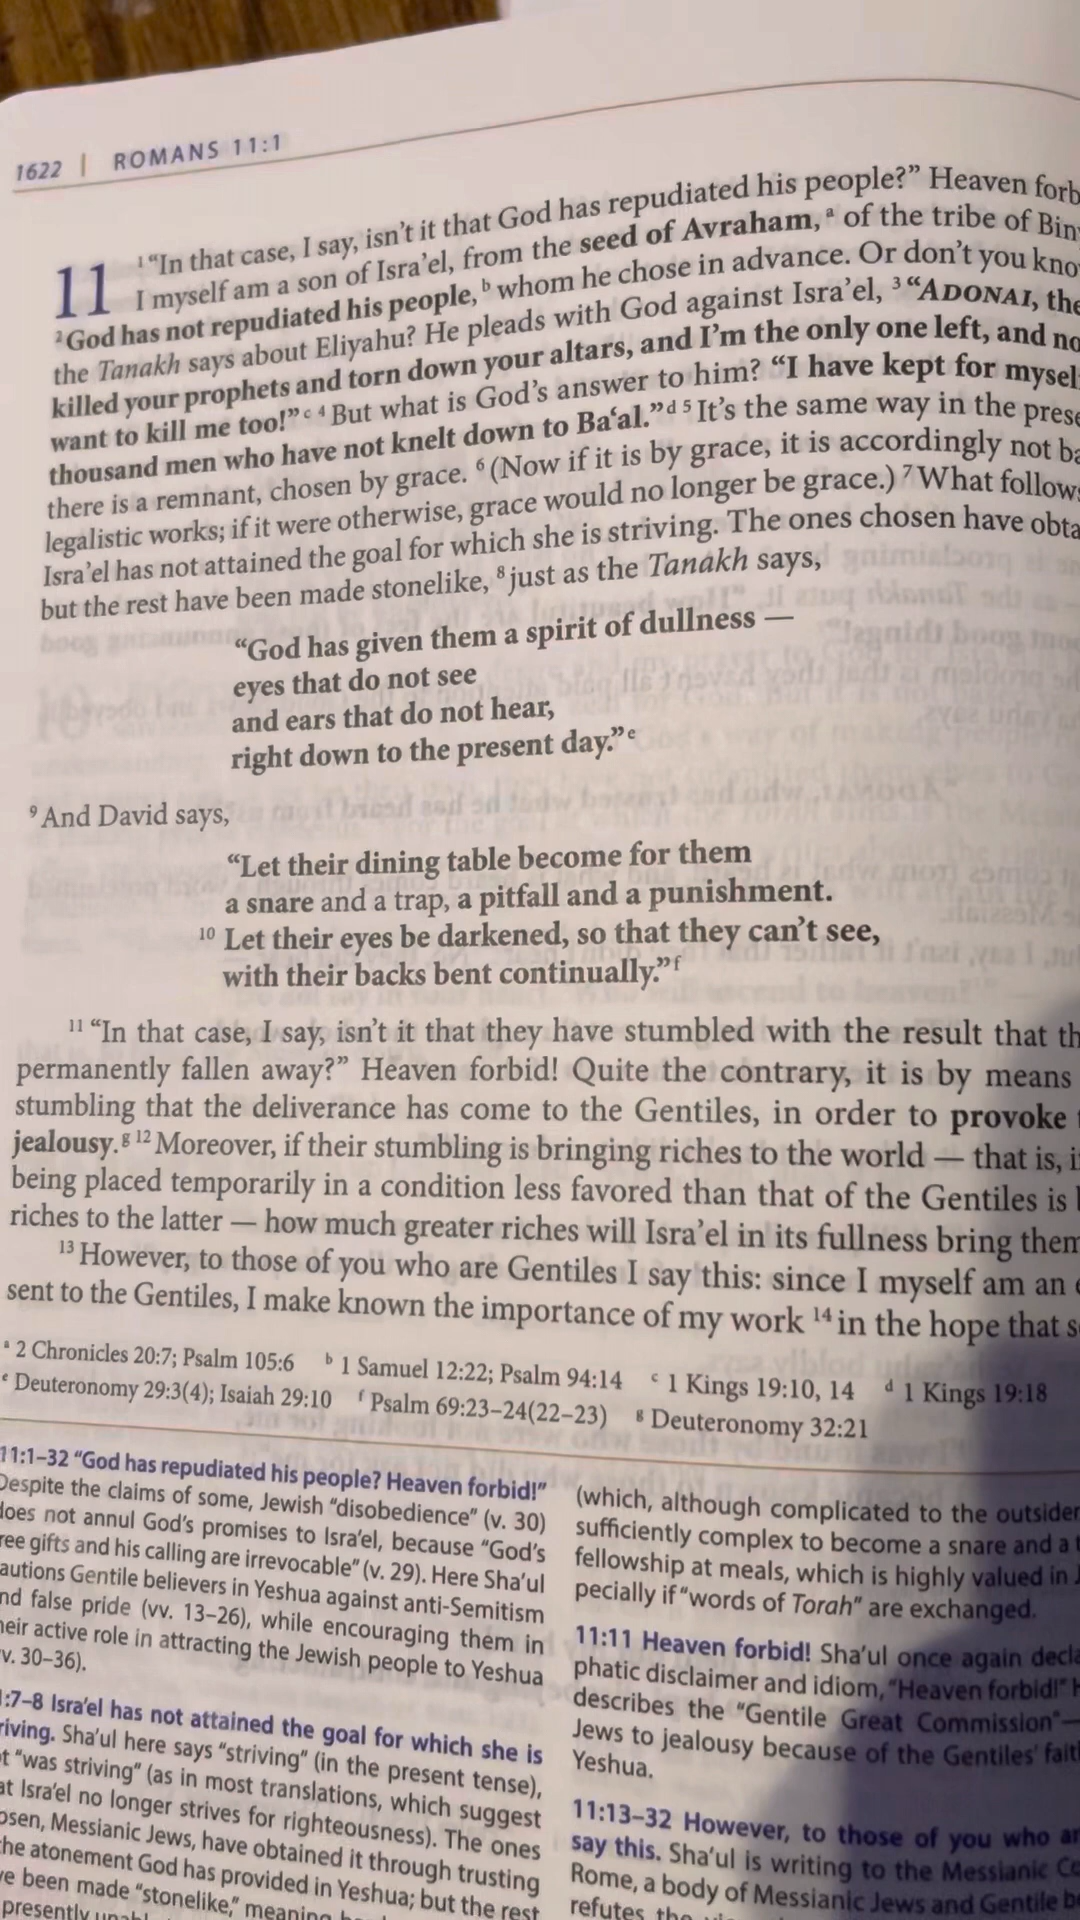 1622 | ROMANS 11:1
11 ¹ “In that case, I say, isn’t it that God has repudiated his people?” Heaven
I myself am a son of Isra’el, from the seed of Avraham,ᵃ of the tribe of
² God has not repudiated his people,ᵇ whom he chose in advance. Or don’t you
the Tanakh says about Eliyahu? He pleads with God against Isra’el, ³ “ADONAI,
killed your prophets and torn down your altars, and I’m the only one left, and
want to kill me too!”ᶜ ⁴ But what is God’s answer to him? “I have kept for
thousand men who have not knelt down to Ba‘al.”ᵈ ⁵ It’s the same way in the
there is a remnant, chosen by grace. ⁶ (Now if it is by grace, it is accordingly not
legalistic works; if it were otherwise, grace would no longer be grace.) ⁷ What
Isra’el has not attained the goal for which she is striving. The ones chosen have
but the rest have been made stonelike, ⁸ just as the Tanakh says,
“God has given them a spirit of dullness —
eyes that do not see
and ears that do not hear,
right down to the present day.”ᵉ
⁹ And David says,
“Let their dining table become for them
a snare and a trap, a pitfall and a punishment.
¹⁰ Let their eyes be darkened, so that they can’t see,
with their backs bent continually.”ᶠ
¹¹ “In that case, I say, isn’t it that they have stumbled with the result that
permanently fallen away?” Heaven forbid! Quite the contrary, it is by means
stumbling that the deliverance has come to the Gentiles, in order to provoke
jealousy.ᵍ ¹² Moreover, if their stumbling is bringing riches to the world — that is,
being placed temporarily in a condition less favored than that of the Gentiles is
riches to the latter — how much greater riches will Isra’el in its fullness bring
¹³ However, to those of you who are Gentiles I say this: since I myself am an
sent to the Gentiles, I make known the importance of my work ¹⁴ in the hope that
ᵃ 2 Chronicles 20:7; Psalm 105:6 ᵇ 1 Samuel 12:22; Psalm 94:14 ᶜ 1 Kings 19:10, 14 ᵈ 1 Kings 19:18
ᵉ Deuteronomy 29:3(4); Isaiah 29:10 ᶠ Psalm 69:23–24(22–23) ᵍ Deuteronomy 32:21
11:1–32 “God has repudiated his people? Heaven forbid!”
Despite the claims of some, Jewish “disobedience” (v. 30)
does not annul God’s promises to Isra’el, because “God’s
gifts and his calling are irrevocable” (v. 29). Here Sha’ul
Gentile believers in Yeshua against anti-Semitism
false pride (vv. 13–26), while encouraging them in
active role in attracting the Jewish people to Yeshua
v. 30–36).
:7–8 Isra’el has not attained the goal for which she is
Sha’ul here says “striving” (in the present tense),
“was striving” (as in most translations, which suggest
Isra’el no longer strives for righteousness). The ones
Messianic Jews, have obtained it through trusting
the atonement God has provided in Yeshua; but the rest
been made “stonelike,” meaning
presently
(which, although complicated to the outsider
sufficiently complex to become a snare and a
fellowship at meals, which is highly valued in
pecially if “words of Torah” are exchanged.
11:11 Heaven forbid! Sha’ul once again
phatic disclaimer and idiom, “Heaven forbid!”
describes the “Gentile Great Commission”—
Jews to jealousy because of the Gentiles’
Yeshua.
11:13–32 However, to those of you who
say this. Sha’ul is writing to the Messianic
Rome, a body of Messianic Jews and Gentile
refutes